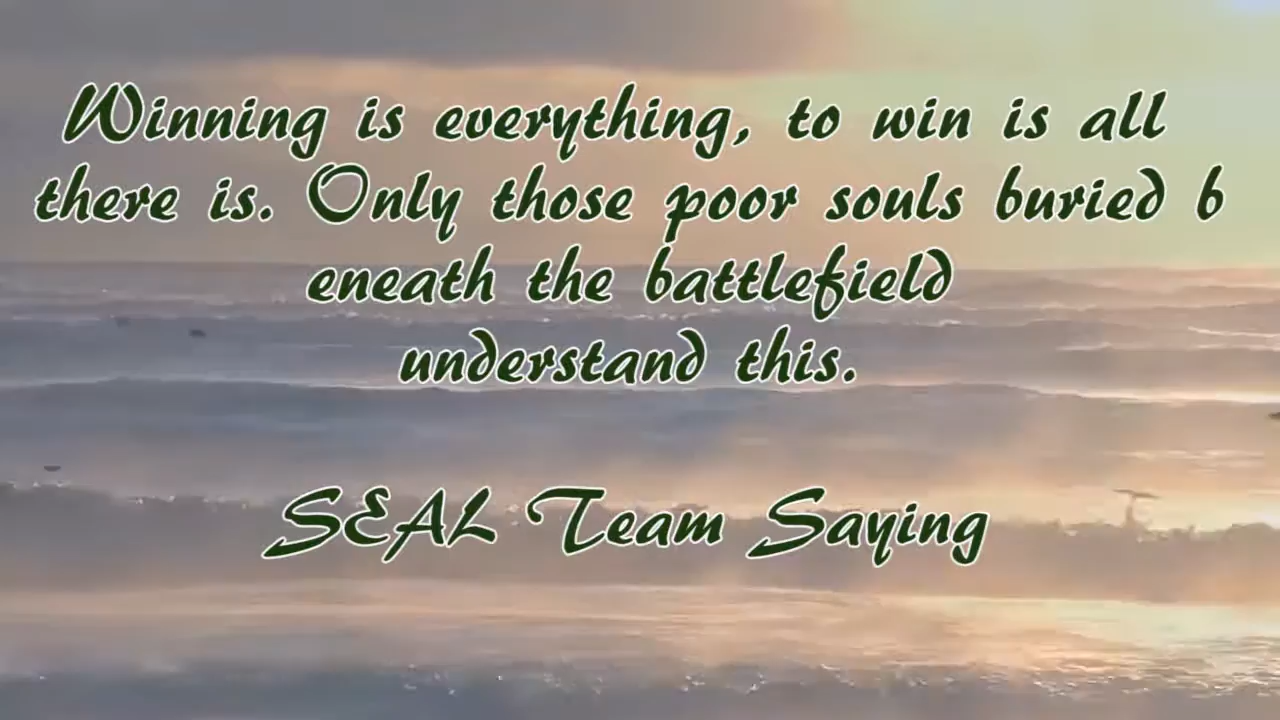 Winning is everything, to win is all
there is. Only those poor souls buried b
eneath the battlefield
understand this.
SEAL Team Saying